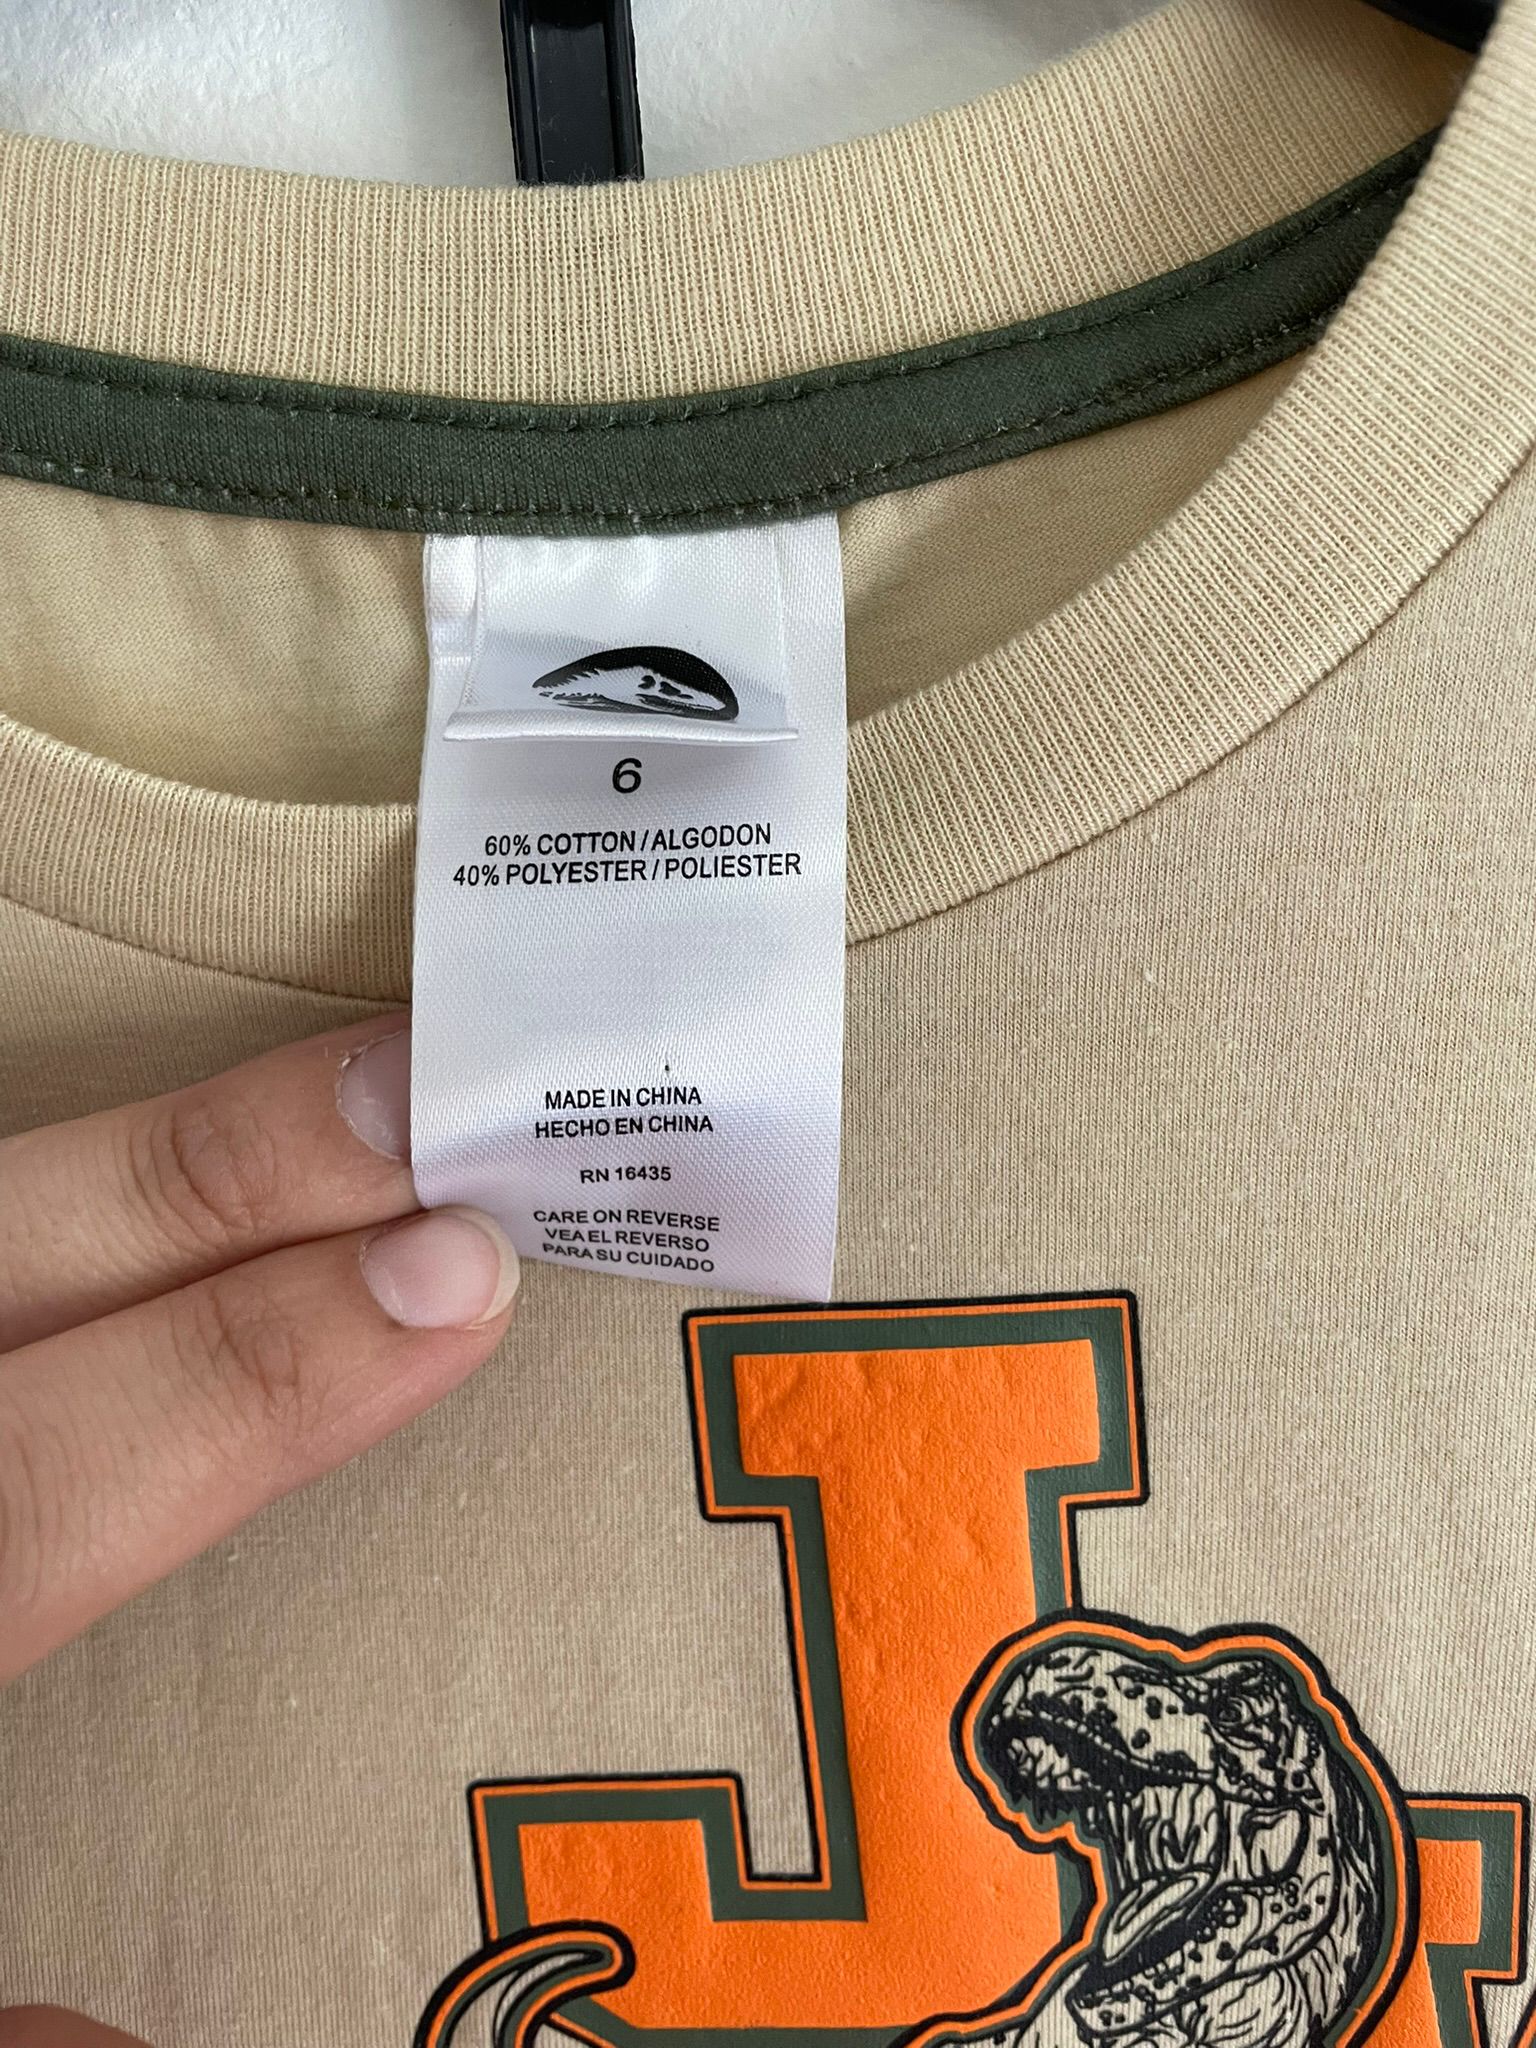 6
60% COTTON / ALGODON
40% POLYESTER / POLIESTER
MADE IN CHINA
HECHO EN CHINA
RN 16435
CARE ON REVERSE
VEA EL REVERSO
PARA SU CUIDADO
J